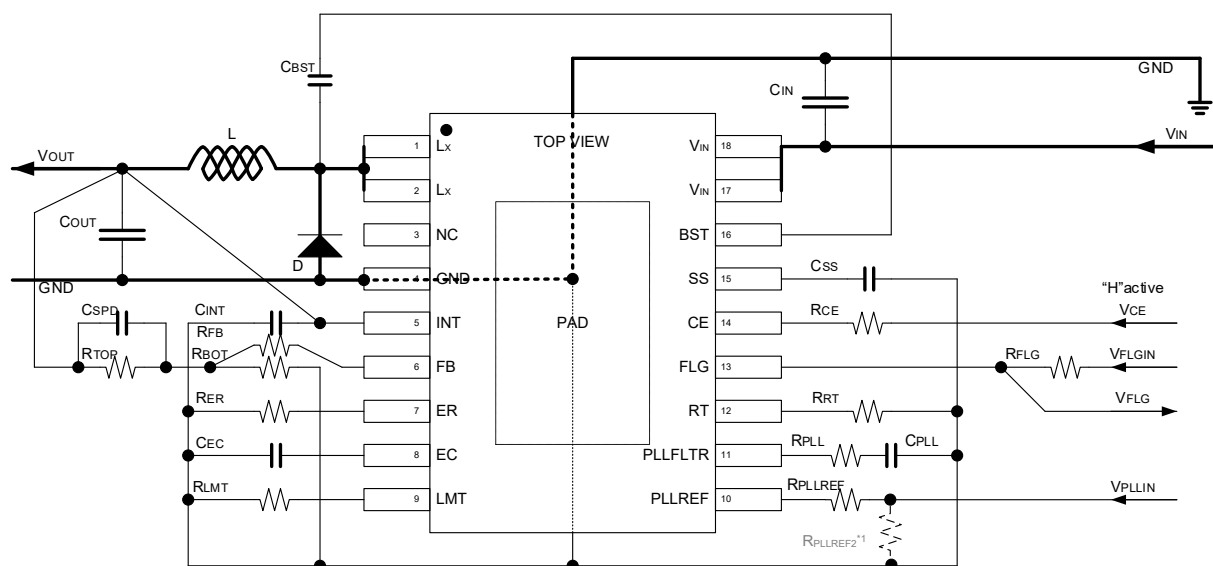 CBST
GND
CIN
L
TOP VIEW
VOUT
VIN
1
LX
VIN
18
2
LX
VIN
17
COUT
3
NC
BST
16
D
4
GND
SS
15
CSS
GND
"H"active
CSPD
CINT
5
INT
PAD
CE
14
RCE
VCE
RFB
RTOP
RBOT
6
FB
FLG
13
RFLG
VFLGIN
RER
7
ER
RT
12
RRT
VFLG
CEC
8
EC
PLLFLTR
11
RPLL
CPLL
RLMT
9
LMT
PLLREF
10
RPLLREF
VPLLIN
RPLLREF2*1